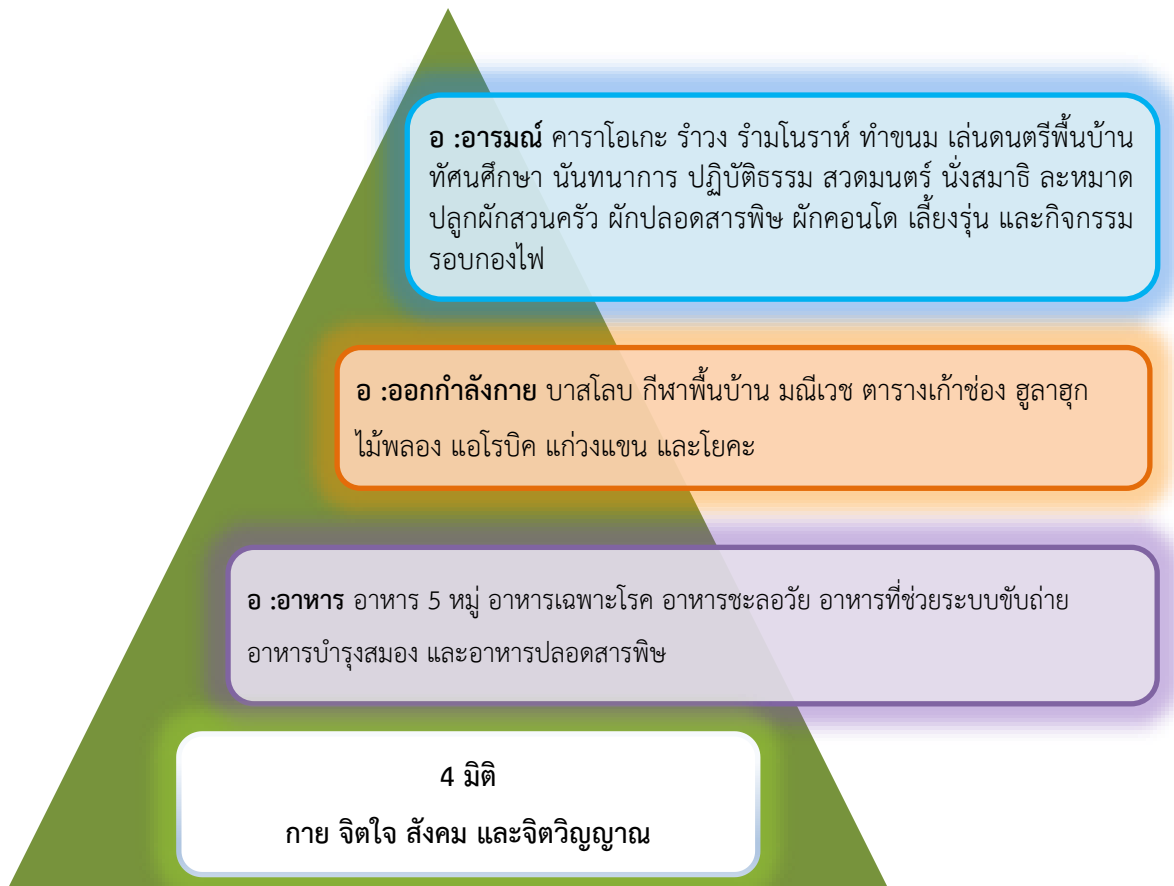 อ :อารมณ์ คาราโอเกะ รำวง รำมโนราห์ ทำขนม เล่นดนตรีพื้นบ้าน
ทัศนศึกษา นันทนาการ ปฏิบัติธรรม สวดมนตร์ นั่งสมาธิ ละหมาด
ปลูกผักสวนครัว ผักปลอดสารพิษ ผักคอนโด เลี้ยงรุ่น และกิจกรรม
รอบกองไฟ
อ :ออกกำลังกาย บาสโลบ กีฬาพื้นบ้าน มณีเวช ตารางเก้าช่อง ฮูลาฮุก
ไม้พลอง แอโรบิค แก่วงแขน และโยคะ
อ :อาหาร อาหาร 5 หมู่ อาหารเฉพาะโรค อาหารชะลอวัย อาหารที่ช่วยระบบขับถ่าย
อาหารบำรุงสมอง และอาหารปลอดสารพิษ
4 มิติ
กาย จิตใจ สังคม และจิตวิญญาณ